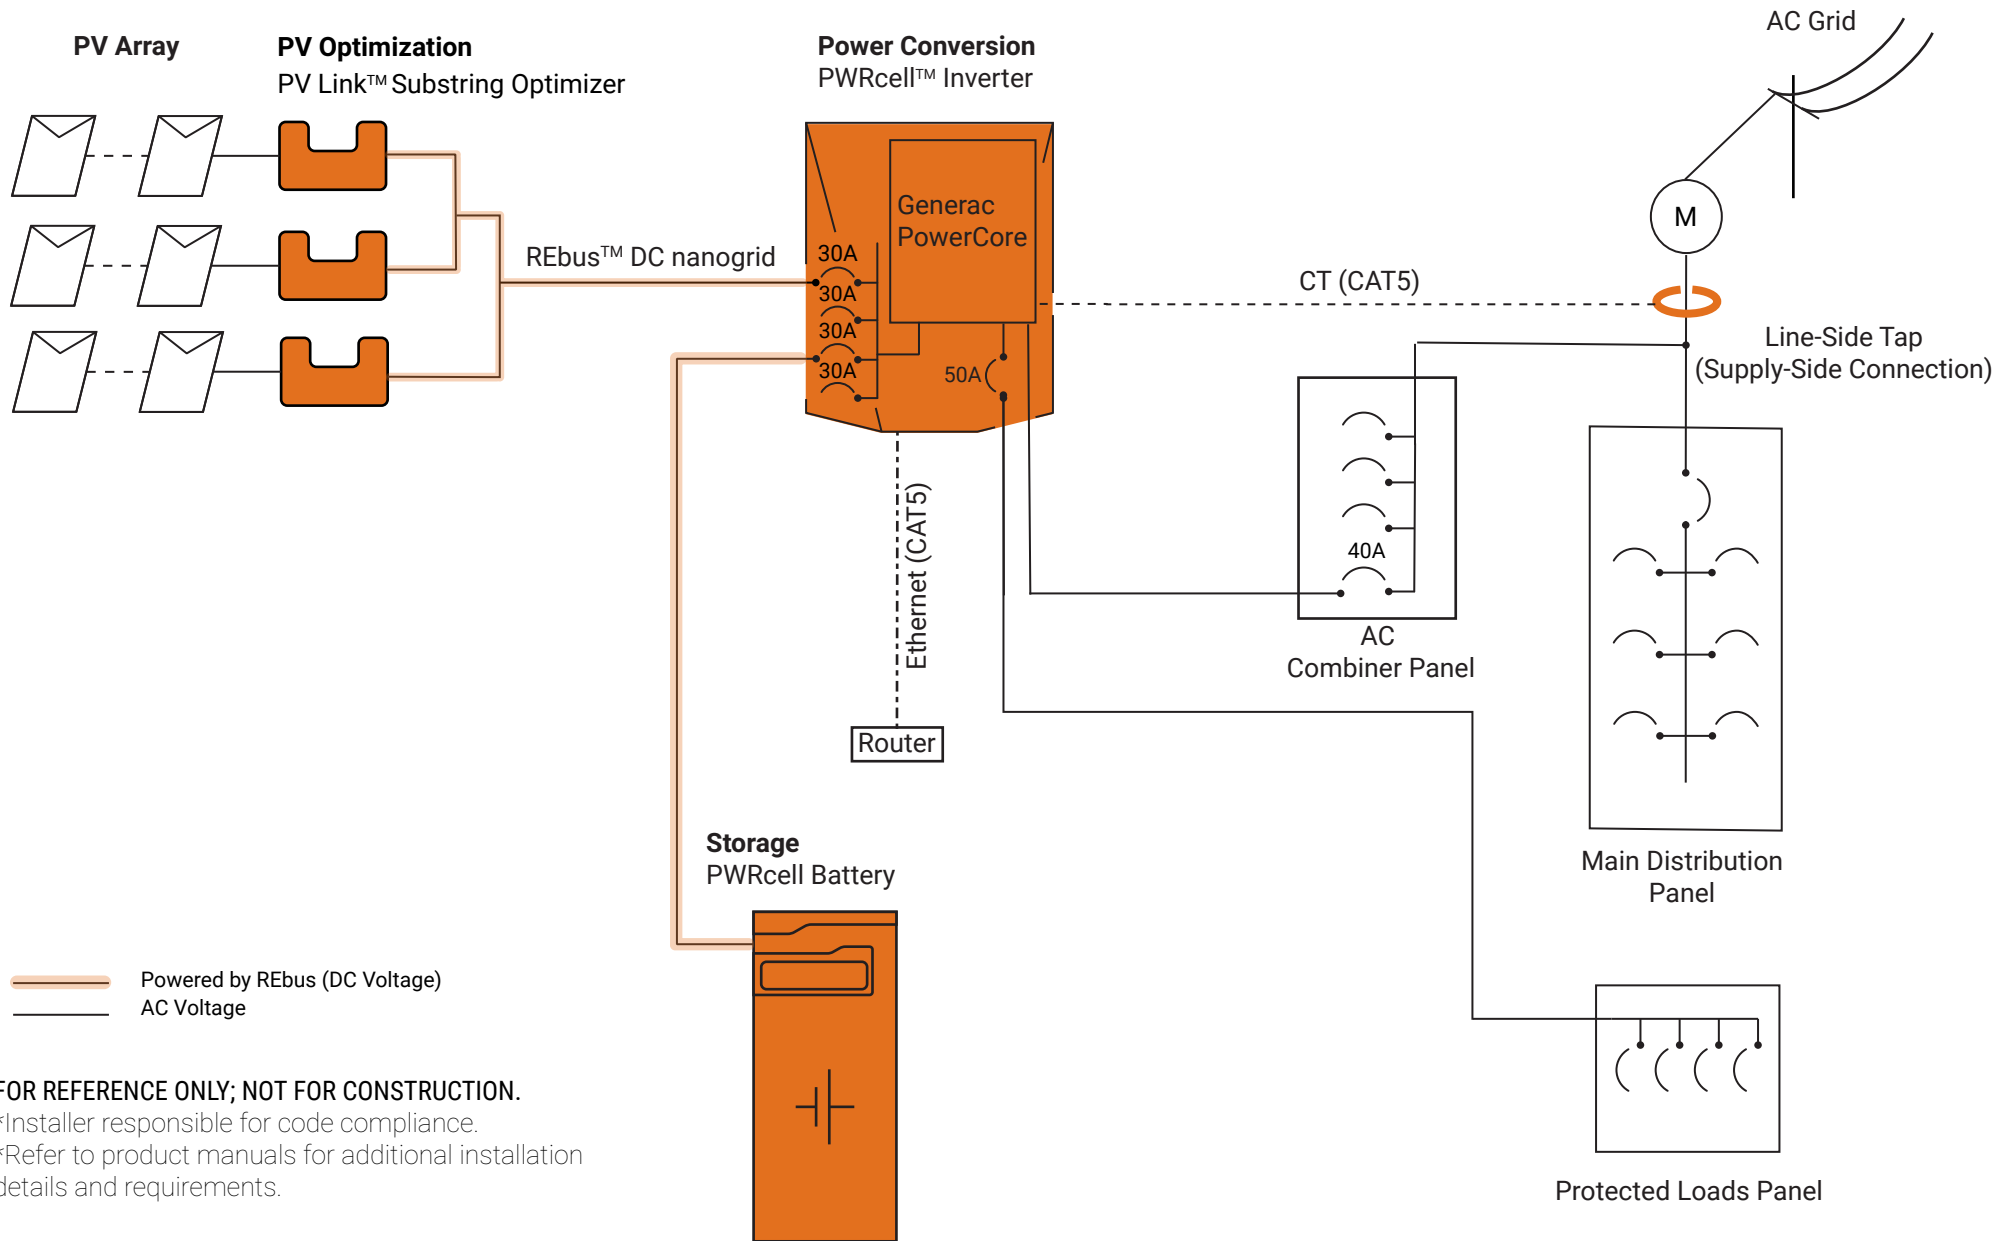 PV Array
PV Optimization
PV Link™ Substring Optimizer
Power Conversion
PWRcell™ Inverter
AC Grid
Generac
PowerCore
M
REbus™ DC nanogrid
30A
30A
30A
30A
50A
CT (CAT5)
Line-Side Tap
(Supply-Side Connection)
Ethernet (CAT5)
40A
AC
Combiner Panel
Router
Storage
PWRcell Battery
Main Distribution
Panel
Powered by REbus (DC Voltage)
AC Voltage
FOR REFERENCE ONLY; NOT FOR CONSTRUCTION.
*Installer responsible for code compliance.
*Refer to product manuals for additional installation
details and requirements.
Protected Loads Panel